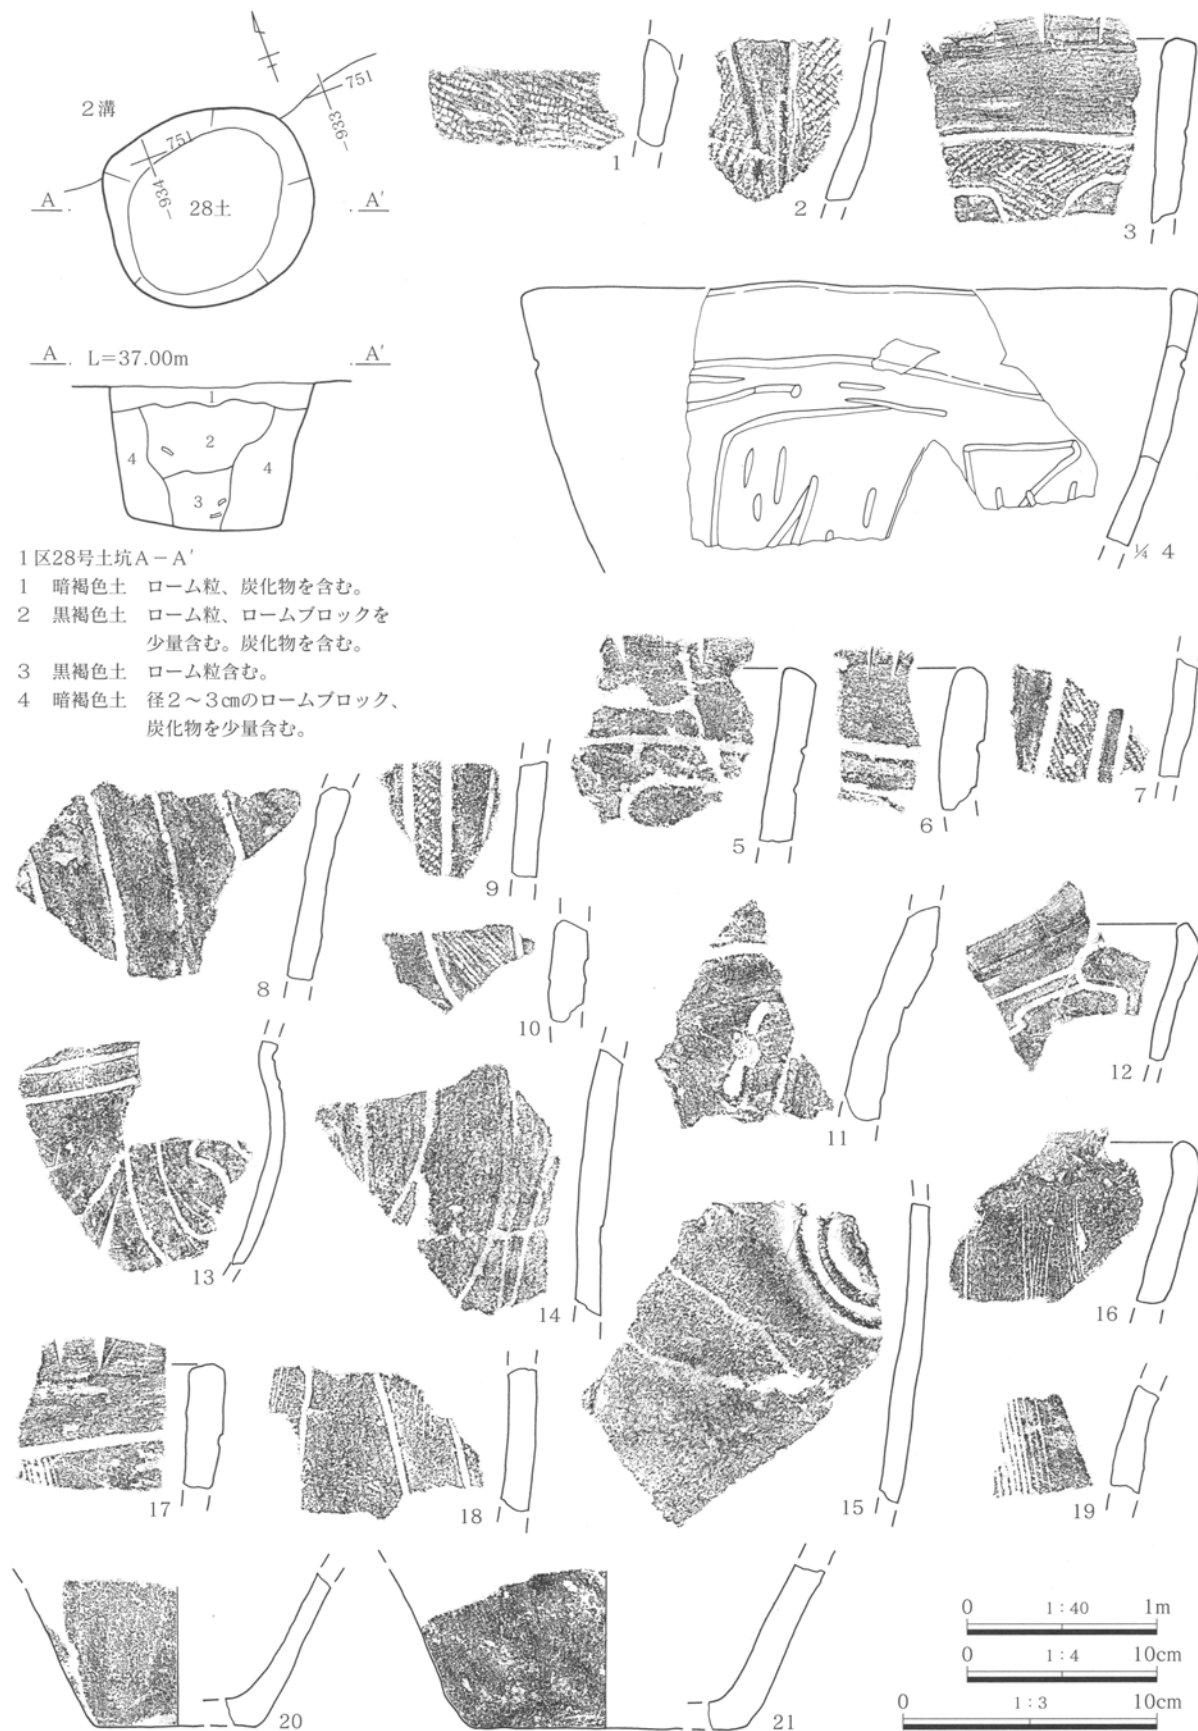 2溝
751
-933-
751
-934-
28土
A
A′
1
2
3
A
L=37.00m
A′
1
2
3
4
4
1区28号土坑A-A′
1 暗褐色土 ローム粒、炭化物を含む。
2 黒褐色土 ローム粒、ロームブロックを
少量含む。炭化物を含む。
3 黒褐色土 ローム粒含む。
4 暗褐色土 径2~3㎝のロームブロック、
炭化物を少量含む。
¼ 4
5
6
7
8
9
10
11
12
13
14
15
16
17
18
19
20
21
0 1:40 1m
0 1:4 10cm
0 1:3 10cm